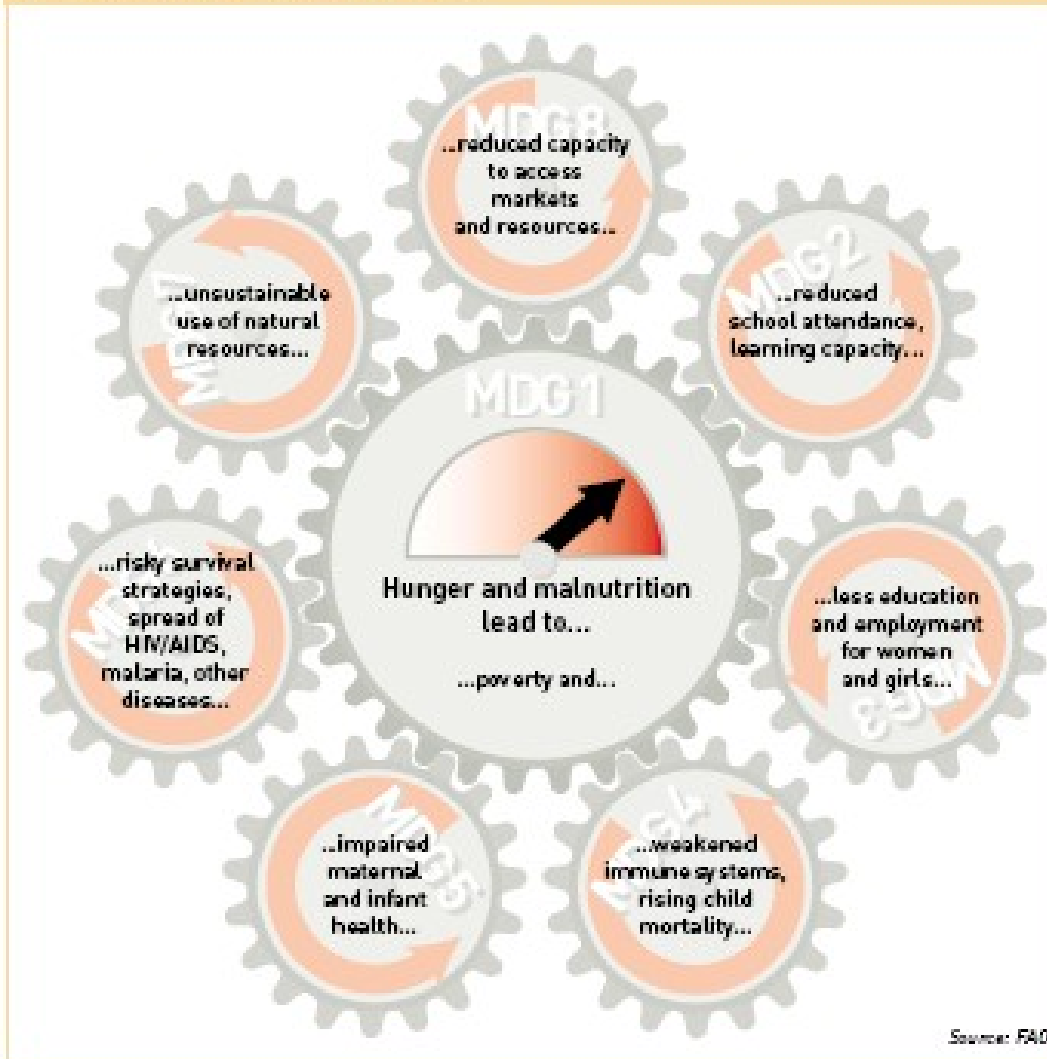 MDG8
...reduced capacity
to access
markets
and resources...
MDG2
...reduced
school attendance,
learning capacity...
MDG3
...less education
and employment
for women
and girls...
MDG4
...weakened
immune systems,
rising child
mortality...
MDG5
...impaired
maternal
and infant
health...
...risky survival
strategies,
spread of
HIV/AIDS,
malaria, other
diseases...
...unsustainable
use of natural
resources...
MDG1
Hunger and malnutrition
lead to...
...poverty and...
Source: FAO